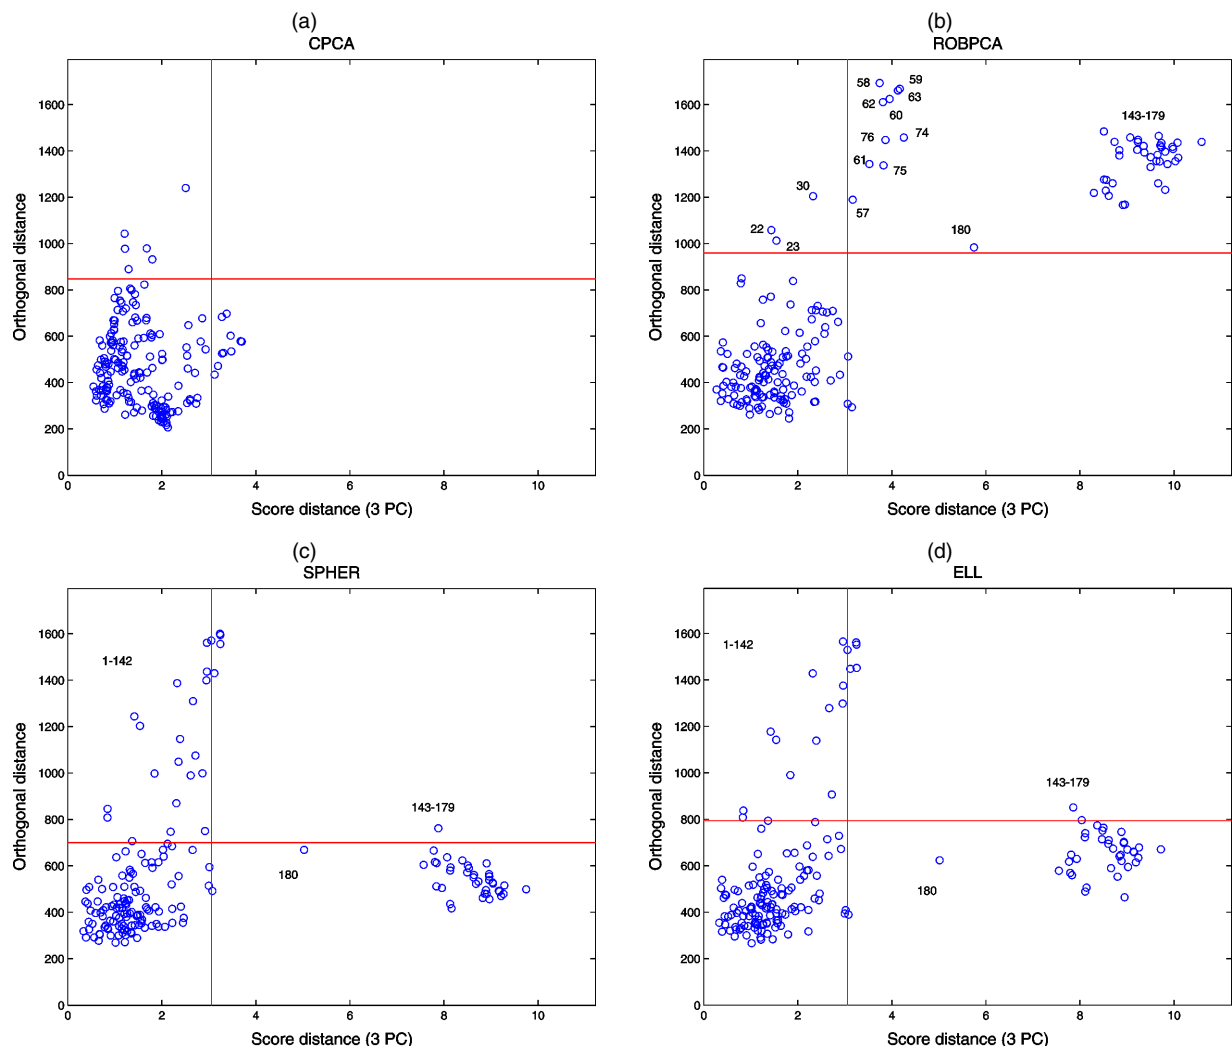 (a)
CPCA
1600
1400
1200
1000
800
600
400
200
0
0 2 4 6 8 10
Orthogonal distance
Score distance (3 PC)
(b)
ROBPCA
1600
1400
1200
1000
800
600
400
200
0
0 2 4 6 8 10
Orthogonal distance
Score distance (3 PC)
58
59
62
63
60
76
74
61
75
30
57
22
23
180
143-179
(c)
SPHER
1600
1400
1200
1000
800
600
400
200
0
0 2 4 6 8 10
Orthogonal distance
Score distance (3 PC)
1-142
143-179
180
(d)
ELL
1600
1400
1200
1000
800
600
400
200
0
0 2 4 6 8 10
Orthogonal distance
Score distance (3 PC)
1-142
143-179
180